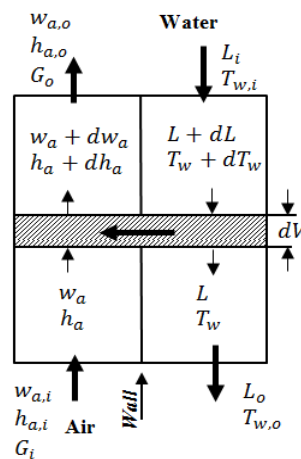 w_{a,o}
h_{a,o}
G_o
Water
L_i
T_{w,i}
w_a + dw_a
h_a + dh_a
L + dL
T_w + dT_w
dV
w_a
h_a
L
T_w
w_{a,i}
h_{a,i} Air
G_i
Wall
L_o
T_{w,o}